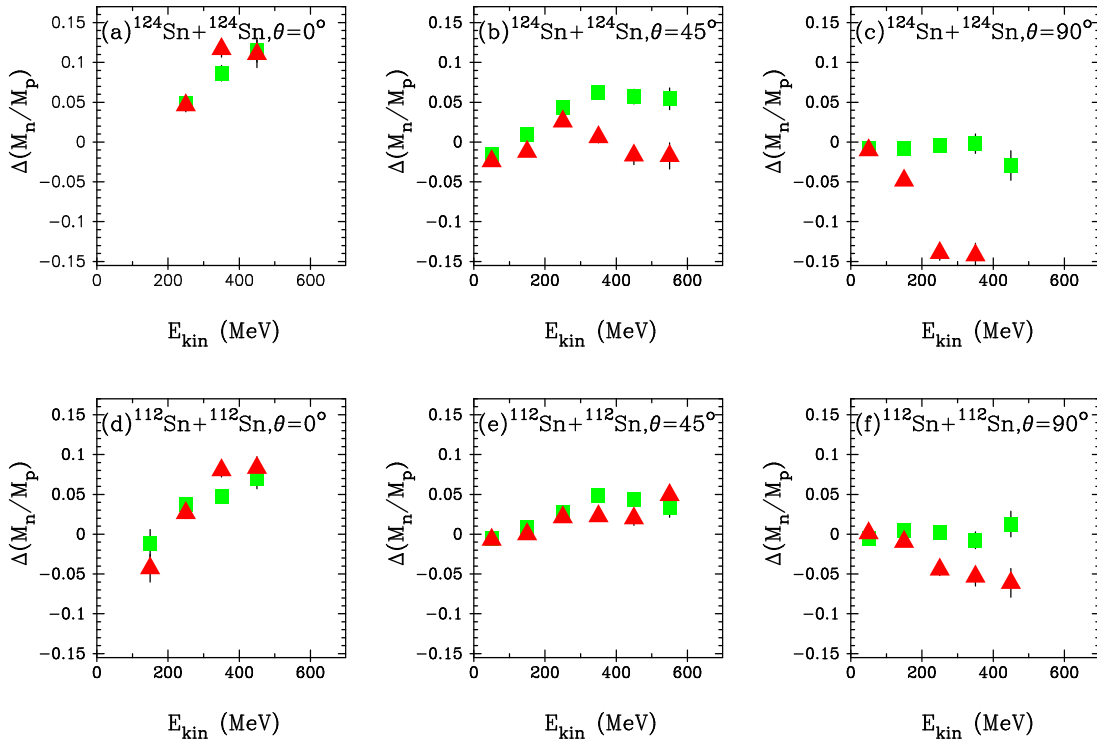 (a)¹²⁴Sn+¹²⁴Sn,θ=0°
0.15
0.1
0.05
0
−0.05
−0.1
−0.15
Δ(Mₙ/Mₚ)
0 200 400 600
E_kin (MeV)
(b)¹²⁴Sn+¹²⁴Sn,θ=45°
0.15
0.1
0.05
0
−0.05
−0.1
−0.15
Δ(Mₙ/Mₚ)
0 200 400 600
E_kin (MeV)
(c)¹²⁴Sn+¹²⁴Sn,θ=90°
0.15
0.1
0.05
0
−0.05
−0.1
−0.15
Δ(Mₙ/Mₚ)
0 200 400 600
E_kin (MeV)
(d)¹¹²Sn+¹¹²Sn,θ=0°
0.15
0.1
0.05
0
−0.05
−0.1
−0.15
Δ(Mₙ/Mₚ)
0 200 400 600
E_kin (MeV)
(e)¹¹²Sn+¹¹²Sn,θ=45°
0.15
0.1
0.05
0
−0.05
−0.1
−0.15
Δ(Mₙ/Mₚ)
0 200 400 600
E_kin (MeV)
(f)¹¹²Sn+¹¹²Sn,θ=90°
0.15
0.1
0.05
0
−0.05
−0.1
−0.15
Δ(Mₙ/Mₚ)
0 200 400 600
E_kin (MeV)